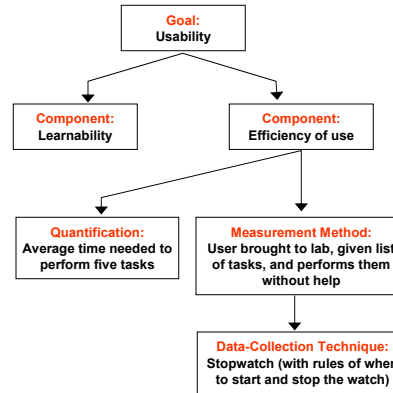 Goal:
Usability
Component:
Learnability
Component:
Efficiency of use
Quantification:
Average time needed to
perform five tasks
Measurement Method:
User brought to lab, given list
of tasks, and performs them
without help
Data-Collection Technique:
Stopwatch (with rules of when
to start and stop the watch)